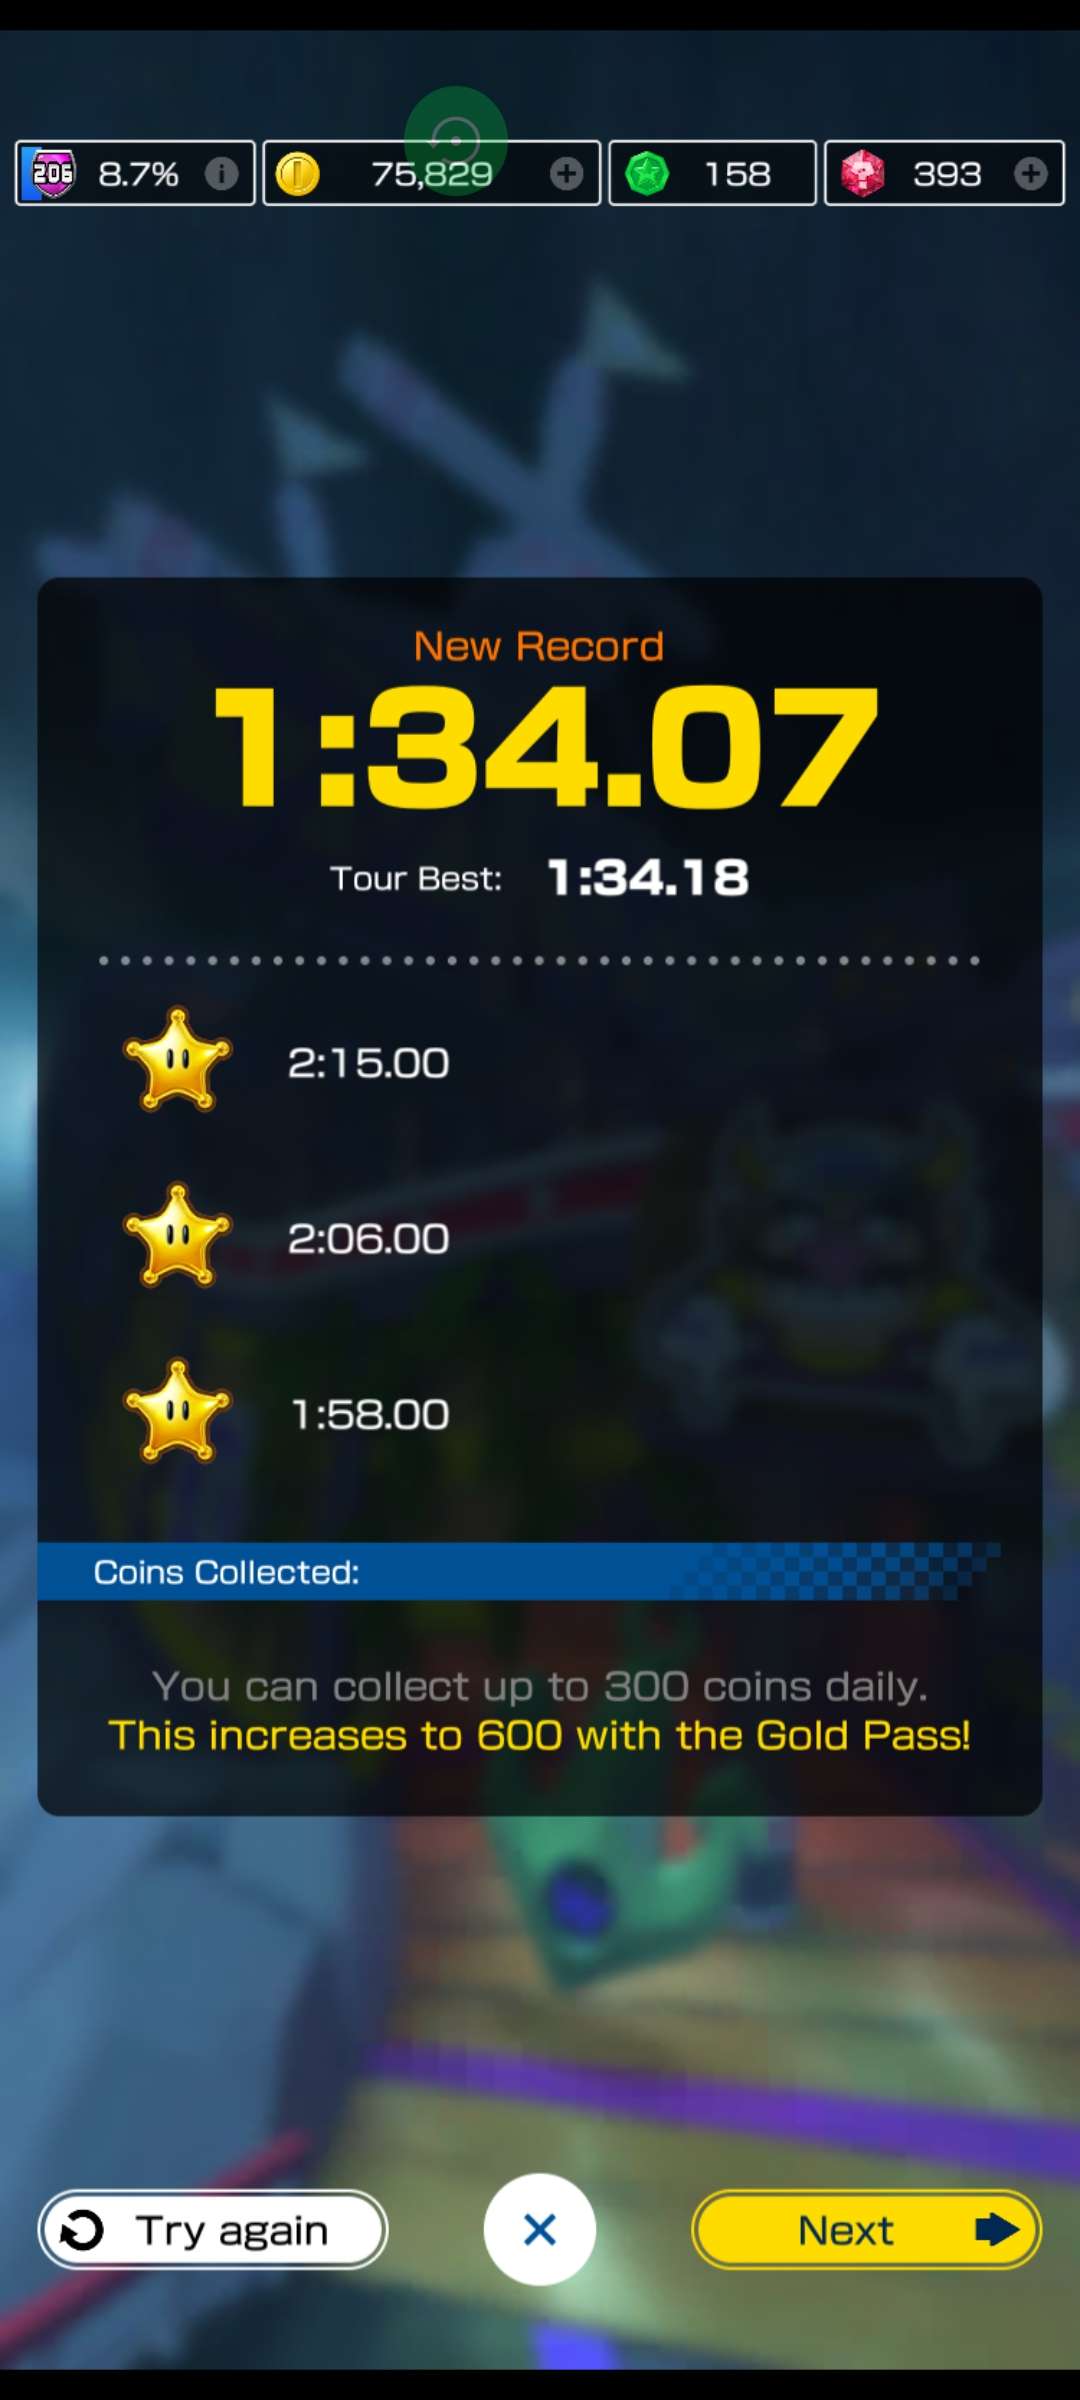 206 8.7% i 75,829 + 158 393 +
New Record
1:34.07
Tour Best: 1:34.18
2:15.00
2:06.00
1:58.00
Coins Collected:
You can collect up to 300 coins daily.
This increases to 600 with the Gold Pass!
Try again
Next